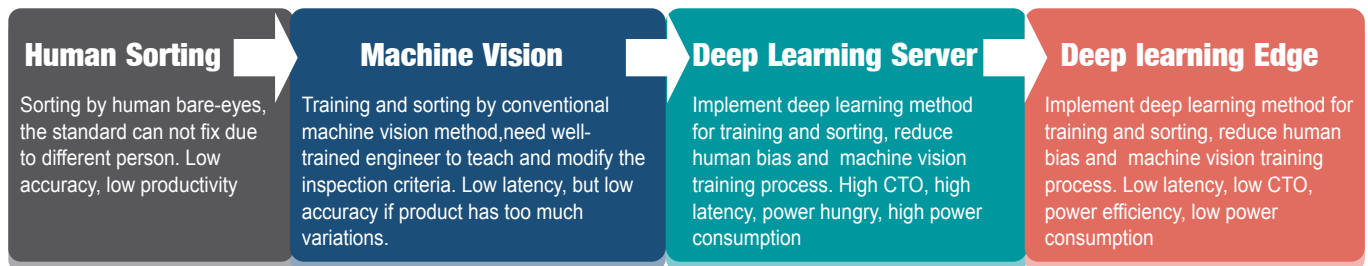 Human Sorting
Sorting by human bare-eyes,
the standard can not fix due
to different person. Low
accuracy, low productivity
Machine Vision
Training and sorting by conventional
machine vision method,need well-
trained engineer to teach and modify the
inspection criteria. Low latency, but low
accuracy if product has too much
variations.
Deep Learning Server
Implement deep learning method
for training and sorting, reduce
human bias and  machine vision
training process. High CTO, high
latency, power hungry, high power
consumption
Deep learning Edge
Implement deep learning method for
training and sorting, reduce human
bias and  machine vision training
process. Low latency, low CTO,
power efficiency, low power
consumption